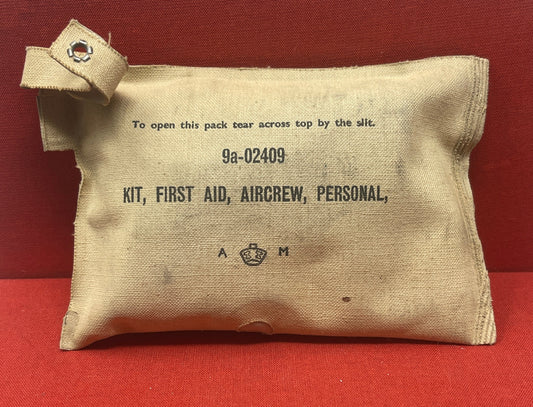 To open this pack tear across top by the slit.
9a-02409
KIT, FIRST AID, AIRCREW, PERSONAL,
A M